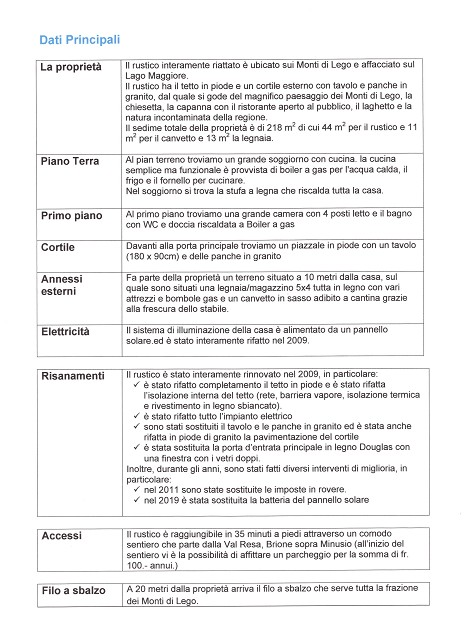 Dati Principali
La proprietà
Il rustico interamente riattato è ubicato sui Monti di Lego e affacciato sul
Lago Maggiore.
Il rustico ha il tetto in piode e un cortile esterno con tavolo e panche in
granito, dal quale si gode del magnifico paesaggio dei Monti di Lego, la
chiesetta, la capanna con il ristorante aperto al pubblico, il laghetto e la
natura incontaminata della regione.
Il sedime totale della proprietà è di 218 m² di cui 44 m² per il rustico e 11
m² per il canvetto e 13 m² la legnaia.
Piano Terra
Al pian terreno troviamo un grande soggiorno con cucina. la cucina
semplice ma funzionale è provvista di boiler a gas per l'acqua calda, il
frigo e il fornello per cucinare.
Nel soggiorno si trova la stufa a legna che riscalda tutta la casa.
Primo piano
Al primo piano troviamo una grande camera con 4 posti letto e il bagno
con WC e doccia riscaldata a Boiler a gas
Cortile
Davanti alla porta principale troviamo un piazzale in piode con un tavolo
(180 x 90cm) e delle panche in granito
Annessi
esterni
Fa parte della proprietà un terreno situato a 10 metri dalla casa, sul
quale sono situati una legnaia/magazzino 5x4 tutta in legno con vari
attrezzi e bombole gas e un canvetto in sasso adibito a cantina grazie
alla frescura dello stabile.
Elettricità
Il sistema di illuminazione della casa è alimentato da un pannello
solare.ed è stato interamente rifatto nel 2009.
Risanamenti
Il rustico è stato interamente rinnovato nel 2009, in particolare:
✓ è stato rifatto completamento il tetto in piode e è stato rifatta
l'isolazione interna del tetto (rete, barriera vapore, isolazione termica
e rivestimento in legno sbiancato).
✓ è stato rifatto tutto l'impianto elettrico
✓ sono stati sostituiti il tavolo e le panche in granito ed è stata anche
rifatta in piode di granito la pavimentazione del cortile
✓ è stata sostituita la porta d'entrata principale in legno Douglas con
una finestra con i vetri doppi.
Inoltre, durante gli anni, sono stati fatti diversi interventi di miglioria, in
particolare:
✓ nel 2011 sono state sostituite le imposte in rovere.
✓ nel 2019 è stata sostituita la batteria del pannello solare
Accessi
Il rustico è raggiungibile in 35 minuti a piedi attraverso un comodo
sentiero che parte dalla Val Resa, Brione sopra Minusio (all'inizio del
sentiero vi è la possibilità di affittare un parcheggio per la somma di fr.
100.- annui.)
Filo a sbalzo
A 20 metri dalla proprietà arriva il filo a sbalzo che serve tutta la frazione
dei Monti di Lego.